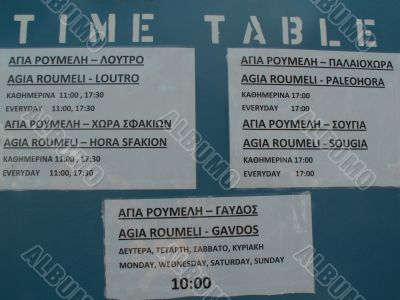 TIME TABLE
ΑΓΙΑ ΡΟΥΜΕΛΗ – ΛΟΥΤΡΟ
AGIA ROUMELI - LOUTRO
ΚΑΘΗΜΕΡΙΝΑ 11:00 , 17:30
EVERYDAY 11:00 , 17:30
ΑΓΙΑ ΡΟΥΜΕΛΗ – ΧΩΡΑ ΣΦΑΚΙΩΝ
AGIA ROUMELI – HORA SFAKION
ΚΑΘΗΜΕΡΙΝΑ 11:00, 17:30
EVERYDAY 11:00, 17:30
ΑΓΙΑ ΡΟΥΜΕΛΗ – ΠΑΛΑΙΟΧΩΡΑ
AGIA ROUMELI - PALEOHORA
ΚΑΘΗΜΕΡΙΝΑ 17:00
EVERYDAY 17:00
ΑΓΙΑ ΡΟΥΜΕΛΗ – ΣΟΥΓΙΑ
AGIA ROUMELI - SOUGIA
ΚΑΘΗΜΕΡΙΝΑ 17:00
EVERYDAY 17:00
ΑΓΙΑ ΡΟΥΜΕΛΗ – ΓΑΥΔΟΣ
AGIA ROUMELI - GAVDOS
ΔΕΥΤΕΡΑ, ΤΕΤΑΡΤΗ, ΣΑΒΒΑΤΟ, ΚΥΡΙΑΚΗ
MONDAY, WEDNESDAY, SATURDAY, SUNDAY
10:00
ALBUMO